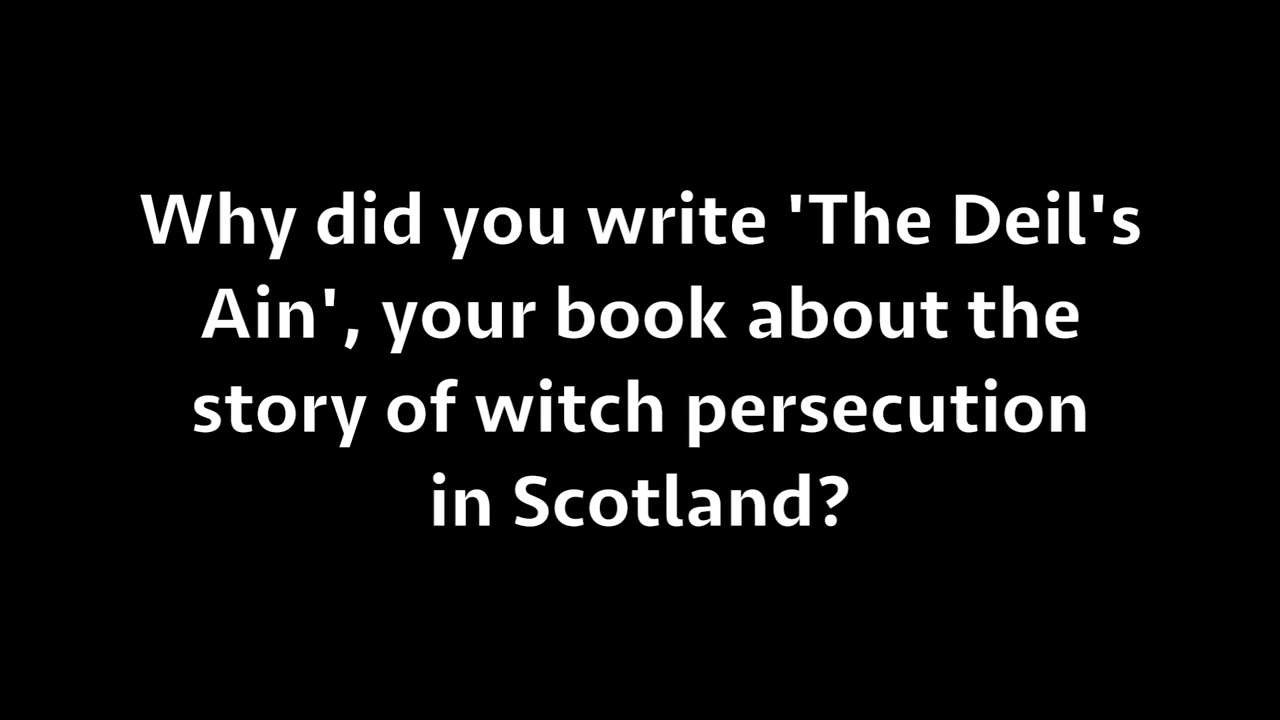 Why did you write 'The Deil's
Ain', your book about the
story of witch persecution
in Scotland?